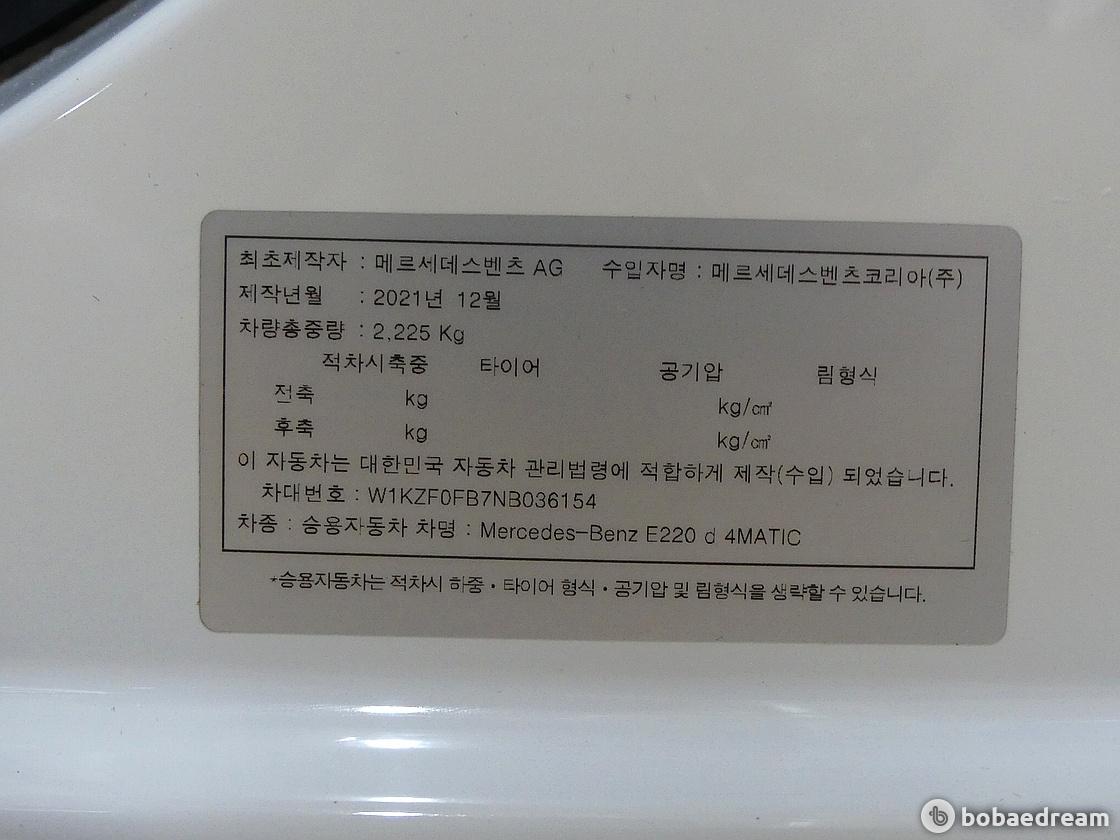 최초제작자 : 메르세데스벤츠 AG 수입자명 : 메르세데스벤츠코리아(주)
제작년월 : 2021년 12월
차량총중량 : 2,225 Kg
적차시축중 타이어 공기압 림형식
전축 kg kg/㎠
후축 kg kg/㎠
이 자동차는 대한민국 자동차 관리법령에 적합하게 제작(수입) 되었습니다.
차대번호 : W1KZF0FB7NB036154
차종 : 승용자동차 차명 : Mercedes-Benz E220 d 4MATIC
*승용자동차는 적차시 하중·타이어 형식·공기압 및 림형식을 생략할 수 있습니다.
bobaedream